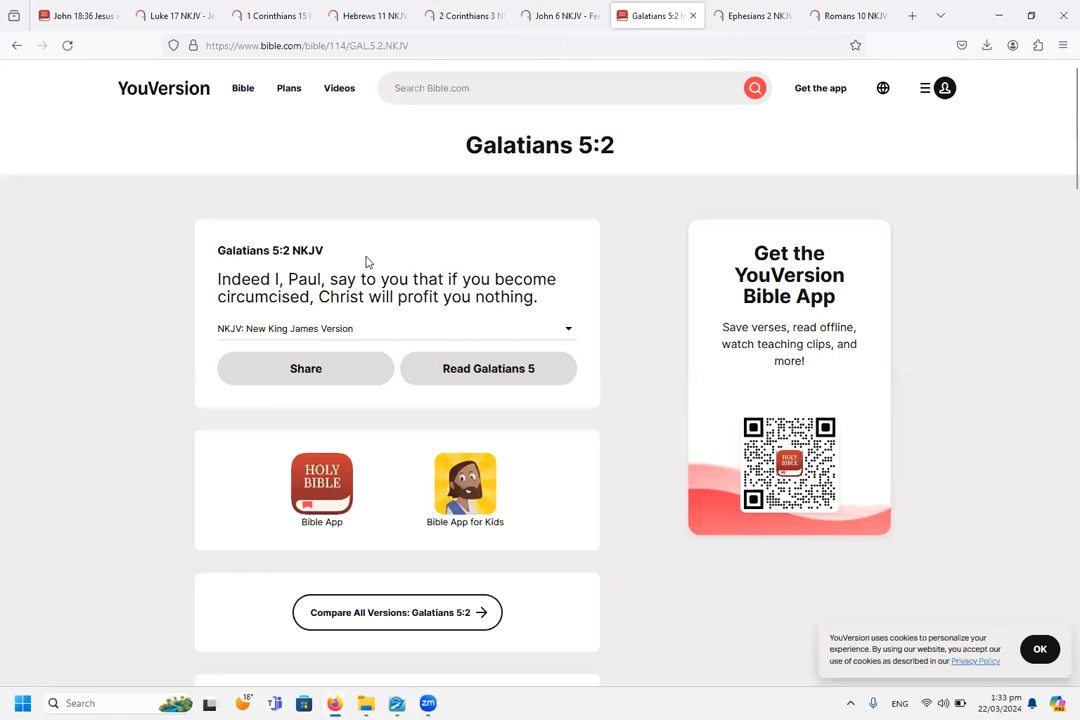 John 18:36 Jesus a
Luke 17 NKJV - Je
1 Corinthians 15 
Hebrews 11 NKJV
2 Corinthians 3 N
John 6 NKJV - Fe
Galatians 5:2 I
Ephesians 2 NKJV
Romans 10 NKJV
https://www.bible.com/bible/114/GAL.5.2.NKJV
YouVersion
Bible
Plans
Videos
Search Bible.com
Get the app
Galatians 5:2
Galatians 5:2 NKJV
Indeed I, Paul, say to you that if you become
circumcised, Christ will profit you nothing.
NKJV: New King James Version
Share
Read Galatians 5
HOLY
BIBLE
Bible App
Bible App for Kids
Compare All Versions: Galatians 5:2
Get the
YouVersion
Bible App
Save verses, read offline,
watch teaching clips, and
more!
HOLY
BIBLE
YouVersion uses cookies to personalize your
experience. By using our website, you accept our
use of cookies as described in our Privacy Policy
OK
Search
18°
zm
ENG
1:33 pm
22/03/2024
PRE